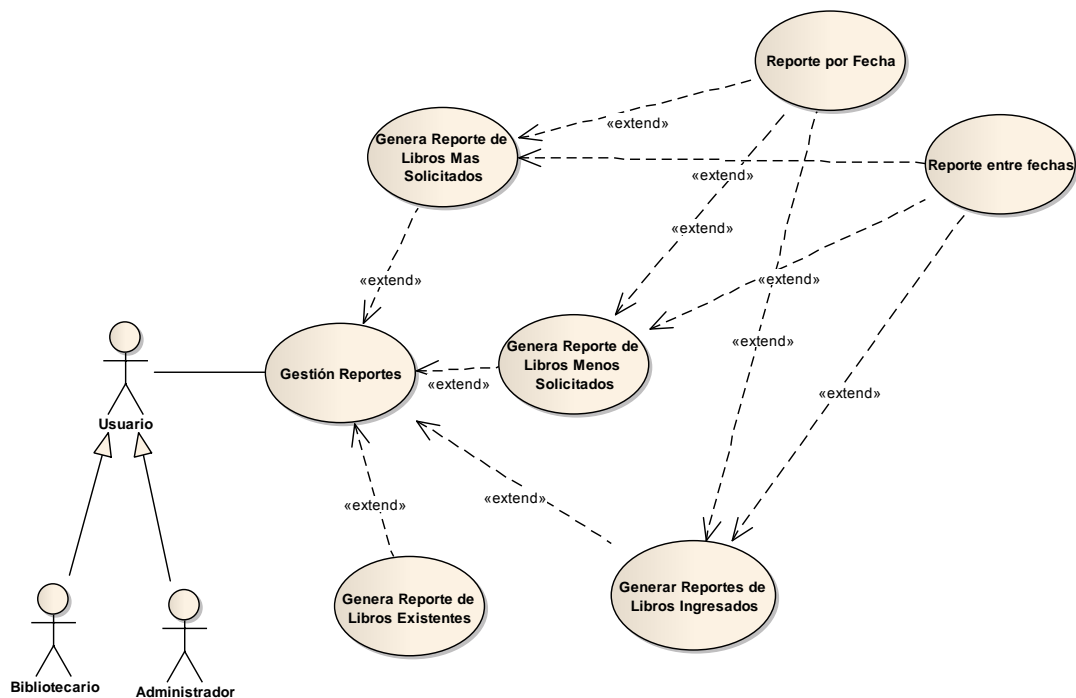 Reporte por Fecha
«extend»
Genera Reporte de
Libros Mas
Solicitados
Reporte entre fechas
«extend»
«extend»
«extend»
«extend»
Genera Reporte de
Libros Menos
Solicitados
«extend»
Gestión Reportes
«extend»
«extend»
Usuario
«extend»
«extend»
Genera Reporte de
Libros Existentes
Generar Reportes de
Libros Ingresados
Bibliotecario
Administrador